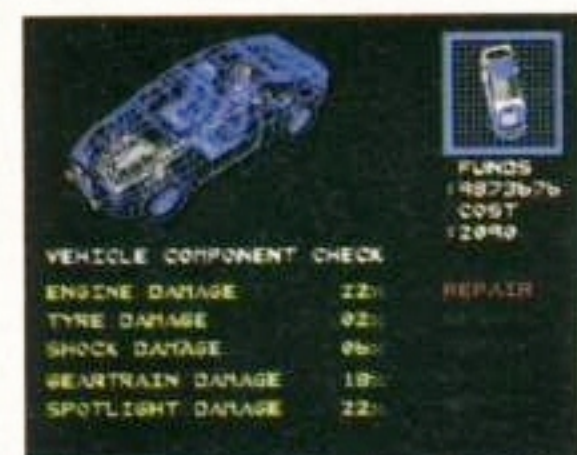 FUNDS
COST
:2090
VEHICLE COMPONENT CHECK
ENGINE DAMAGE 22%
REPAIR
TYRE DAMAGE 02%
SHOCK DAMAGE 06%
GEARTRAIN DAMAGE 18%
SPOTLIGHT DAMAGE 22%